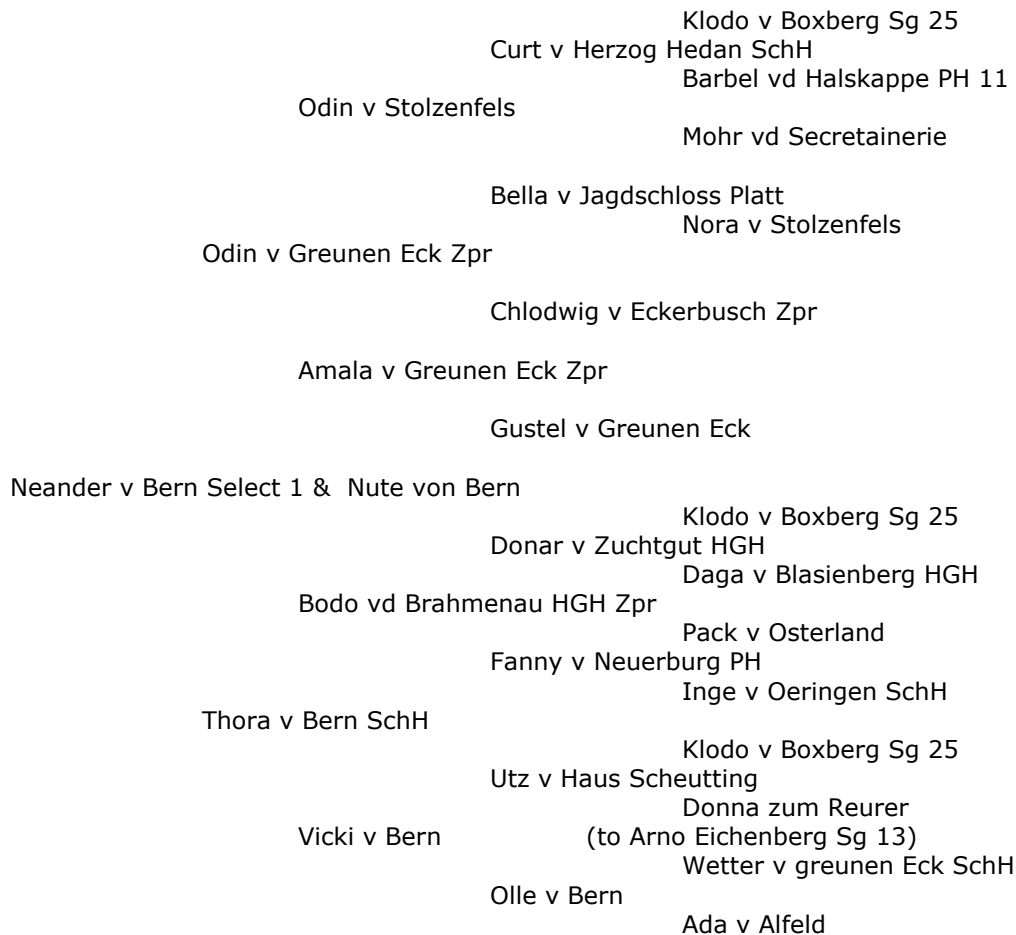 Klodo v Boxberg Sg 25
Curt v Herzog Hedan SchH
Barbel vd Halskappe PH 11
Odin v Stolzenfels
Mohr vd Secretainerie
Bella v Jagdschloss Platt
Nora v Stolzenfels
Odin v Greunen Eck Zpr
Chlodwig v Eckerbusch Zpr
Amala v Greunen Eck Zpr
Gustel v Greunen Eck
Neander v Bern Select 1 & Nute von Bern
Klodo v Boxberg Sg 25
Donar v Zuchtgut HGH
Daga v Blasienberg HGH
Bodo vd Brahmenau HGH Zpr
Pack v Osterland
Fanny v Neuerburg PH
Inge v Oeringen SchH
Thora v Bern SchH
Klodo v Boxberg Sg 25
Utz v Haus Scheutting
Donna zum Reurer
Vicki v Bern (to Arno Eichenberg Sg 13)
Wetter v greunen Eck SchH
Olle v Bern
Ada v Alfeld